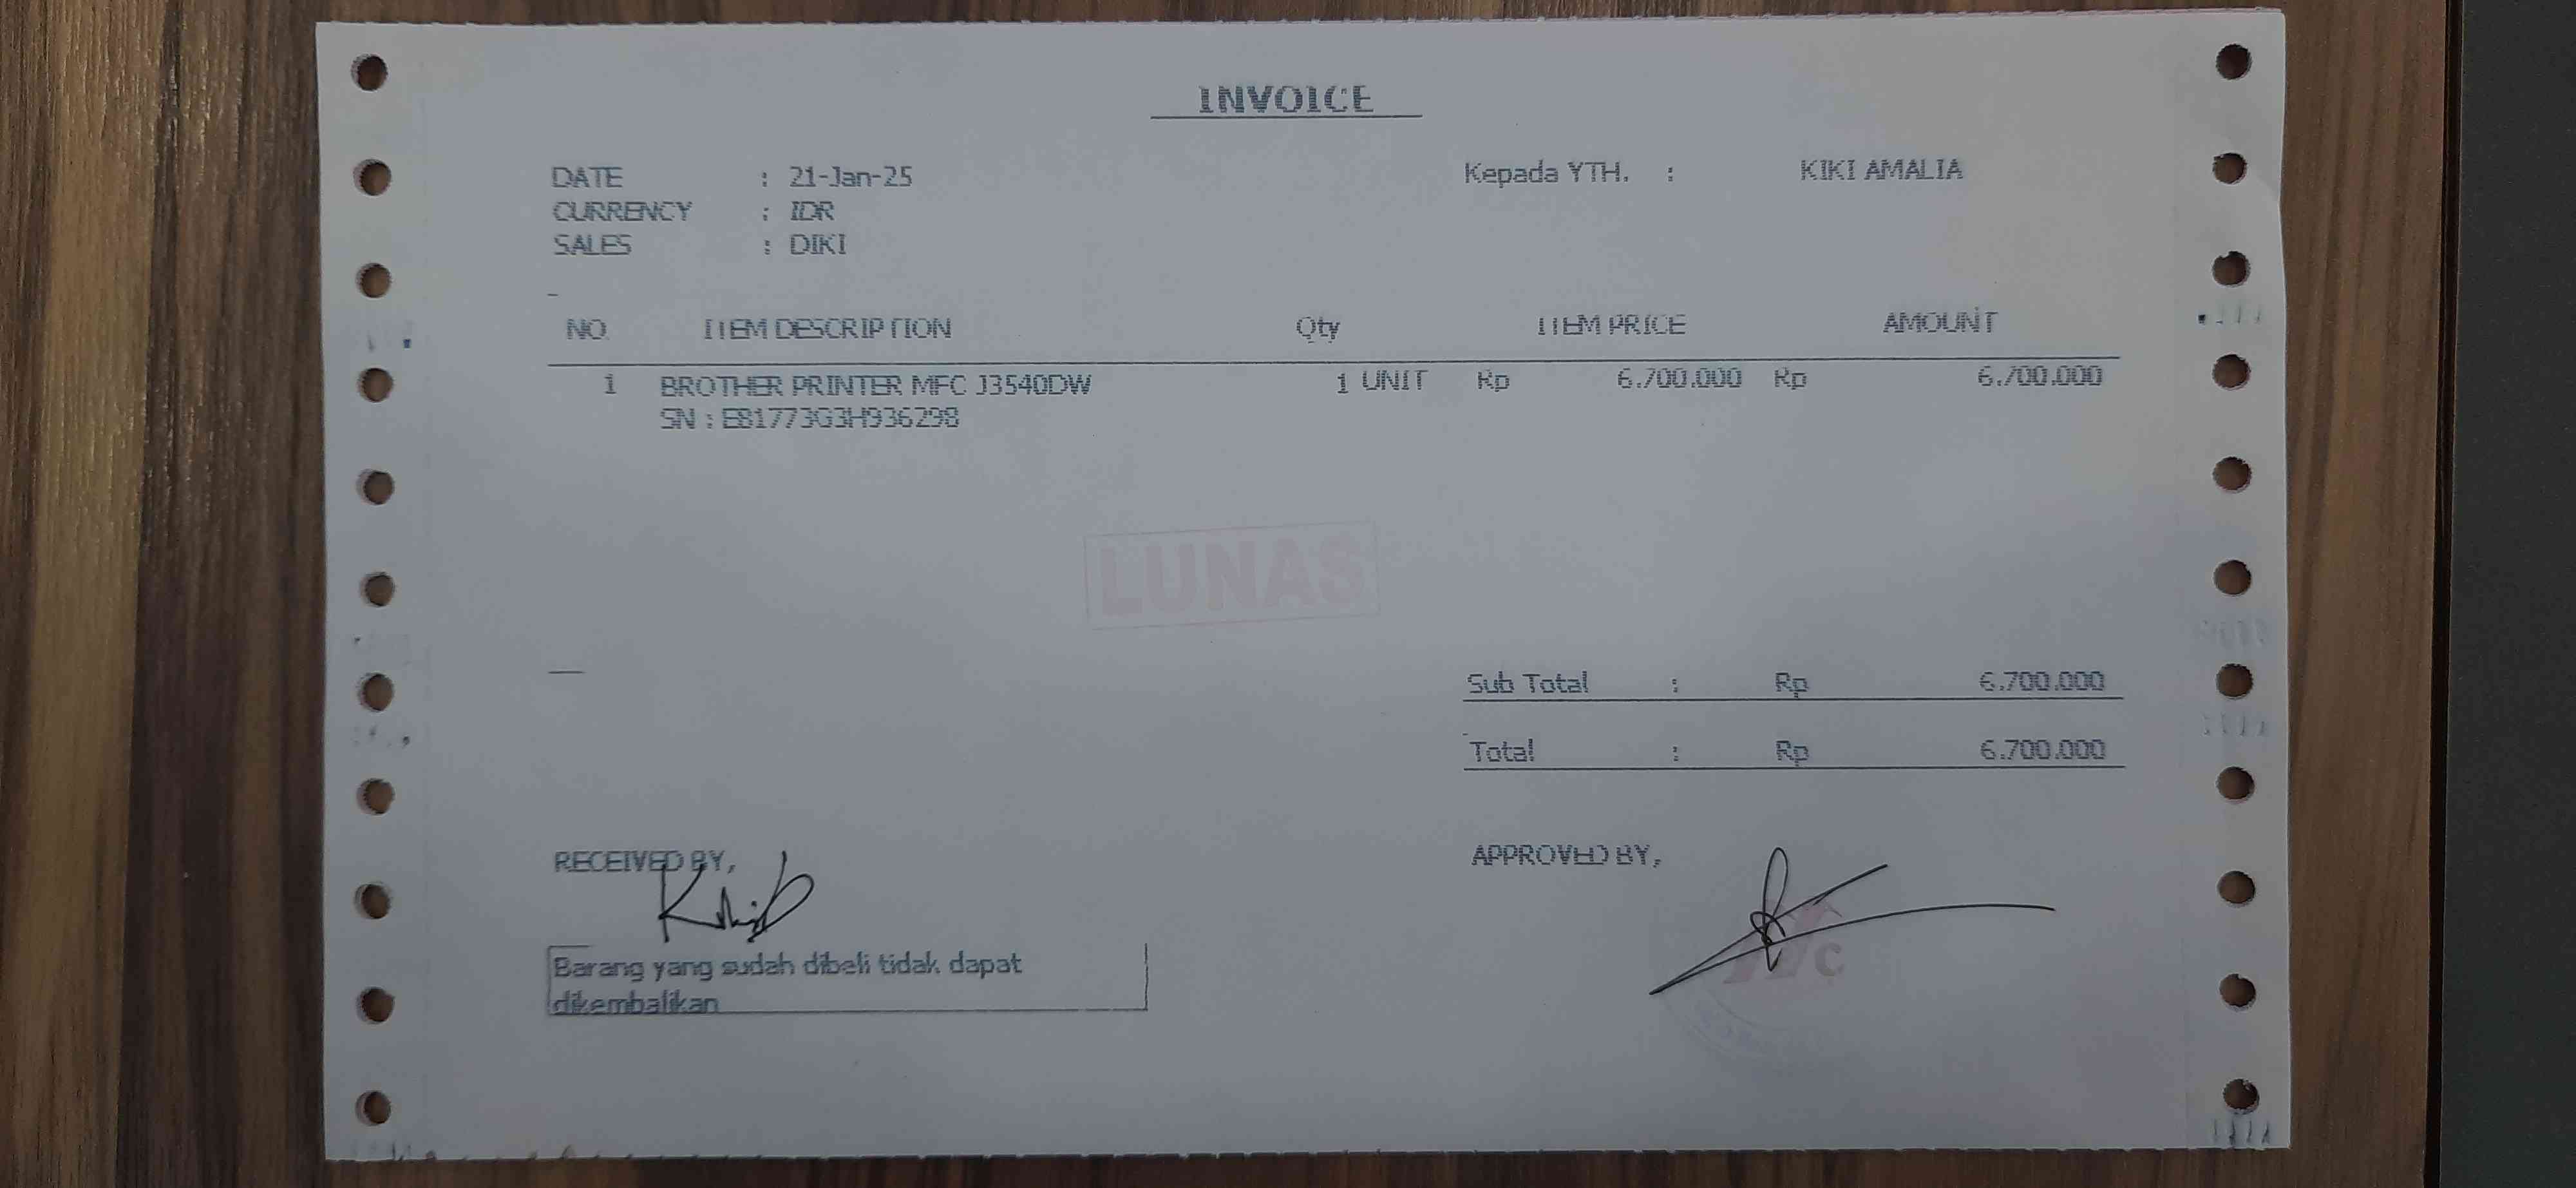 INVOICE
DATE : 21-Jan-25
Kepada YTH. : KIKI AMALIA
CURRENCY : IDR
SALES : DIKI
NO. ITEM DESCRIPTION Qty ITEM PRICE AMOUNT
1 BROTHER PRINTER MFC J3540DW 1 UNIT Rp 6.700.000 Rp 6.700.000
SN : E81773G3H936298
LUNAS
Sub Total : Rp 6.700.000
Total : Rp 6.700.000
RECEIVED BY,
APPROVED BY,
Barang yang sudah dibeli tidak dapat
dikembalikan